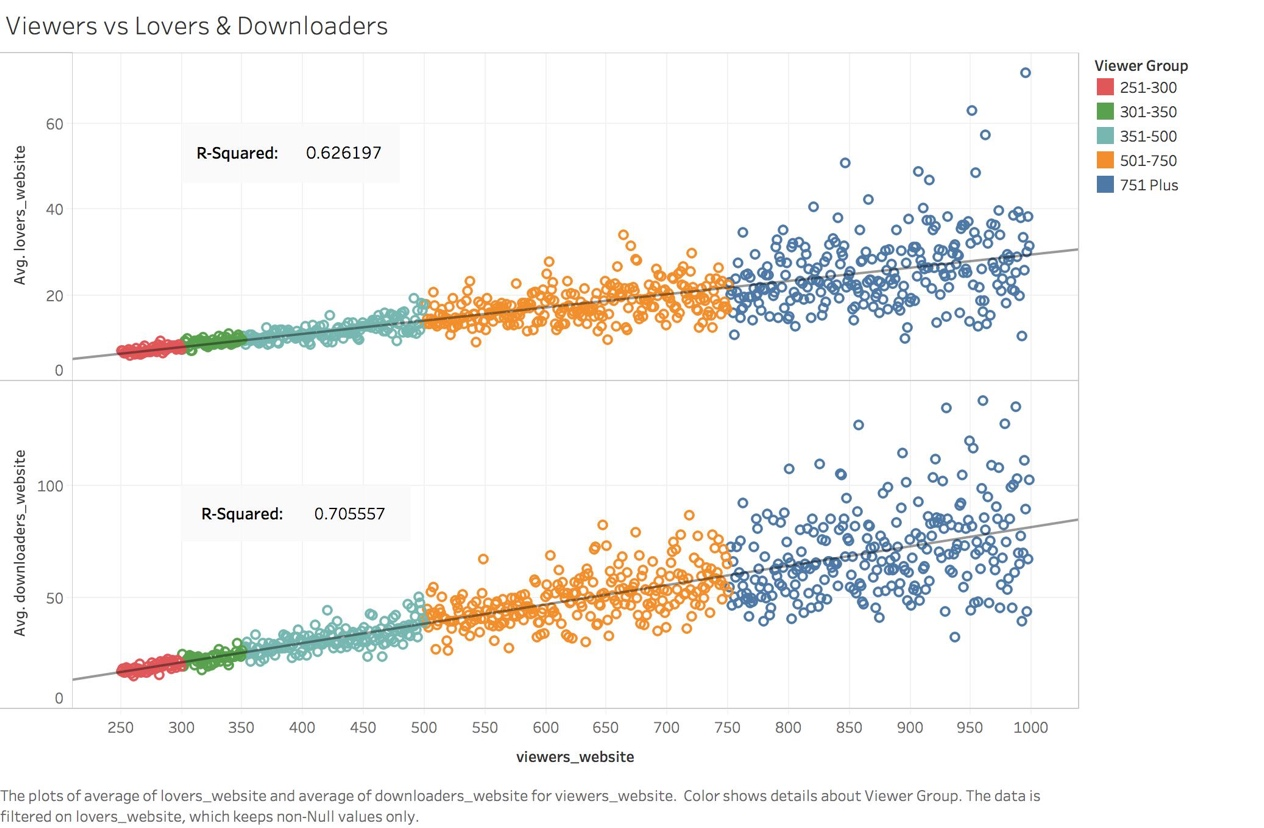 Viewers vs Lovers & Downloaders
Viewer Group
251-300
301-350
351-500
501-750
751 Plus
Avg. lovers_website
60
40
20
0
R-Squared: 0.626197
Avg. downloaders_website
100
50
0
R-Squared: 0.705557
250 300 350 400 450 500 550 600 650 700 750 800 850 900 950 1000
viewers_website
The plots of average of lovers_website and average of downloaders_website for viewers_website.  Color shows details about Viewer Group. The data is
filtered on lovers_website, which keeps non-Null values only.